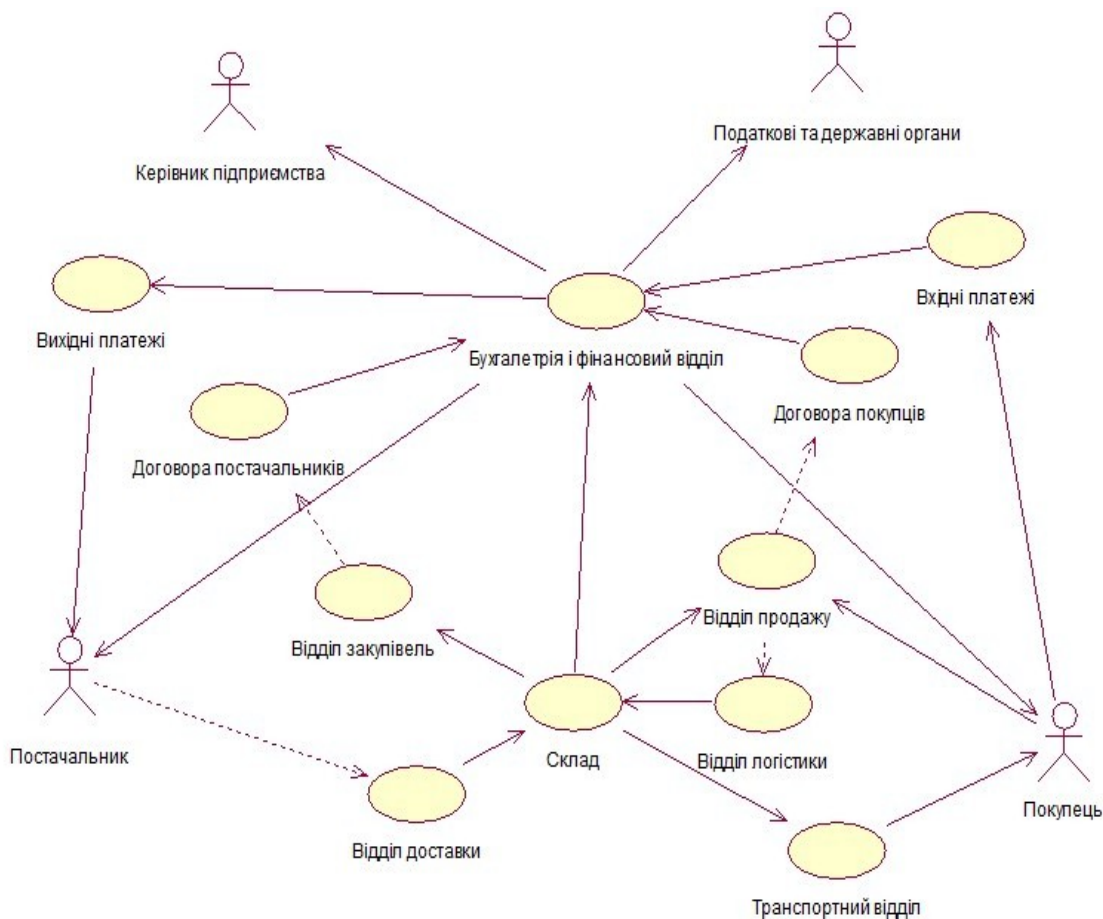 Податкові та державні органи
Керівник підприємства
Вхідні платежі
Вихідні платежі
Бухгалетрія і фінансовий відділ
Договора покупців
Договора постачальників
Відділ продажу
Відділ закупівель
Постачальник
Склад
Відділ логістики
Покупець
Відділ доставки
Транспортний відділ